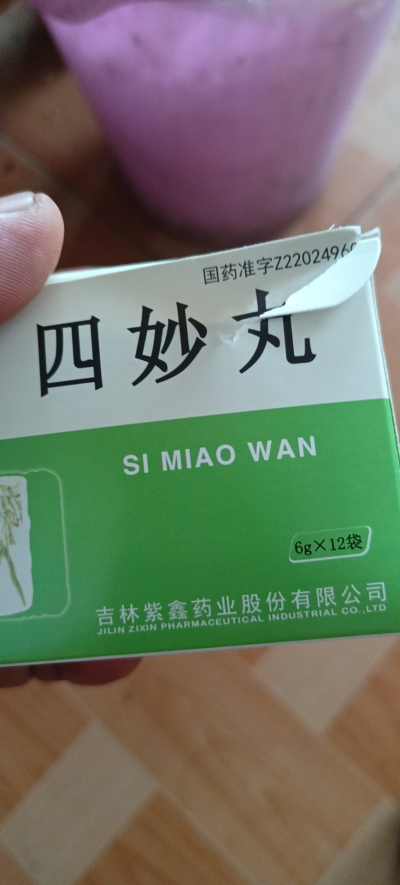 国药准字Z2202496
四妙丸
SI MIAO WAN
6g×12袋
吉林紫鑫药业股份有限公司
JILIN ZIXIN PHARMACEUTICAL INDUSTRIAL CO.,LTD